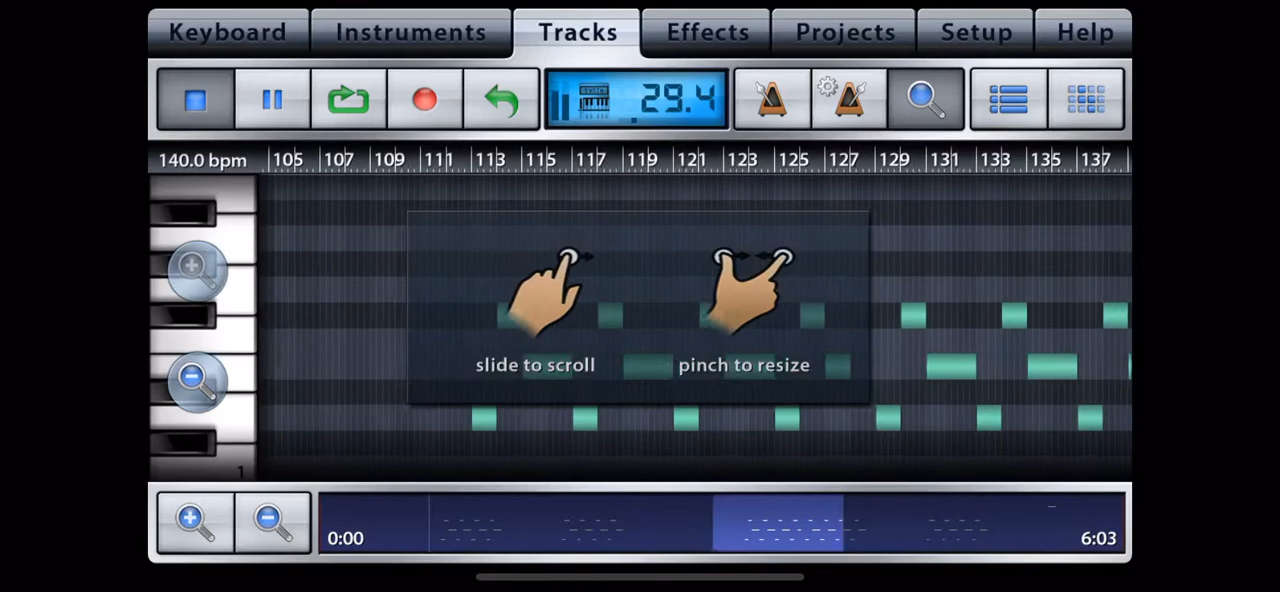 Keyboard Instruments Tracks Effects Projects Setup Help
29.4
140.0 bpm 105 107 109 111 113 115 117 119 121 123 125 127 129 131 133 135 137
slide to scroll pinch to resize
1
0:00 6:03